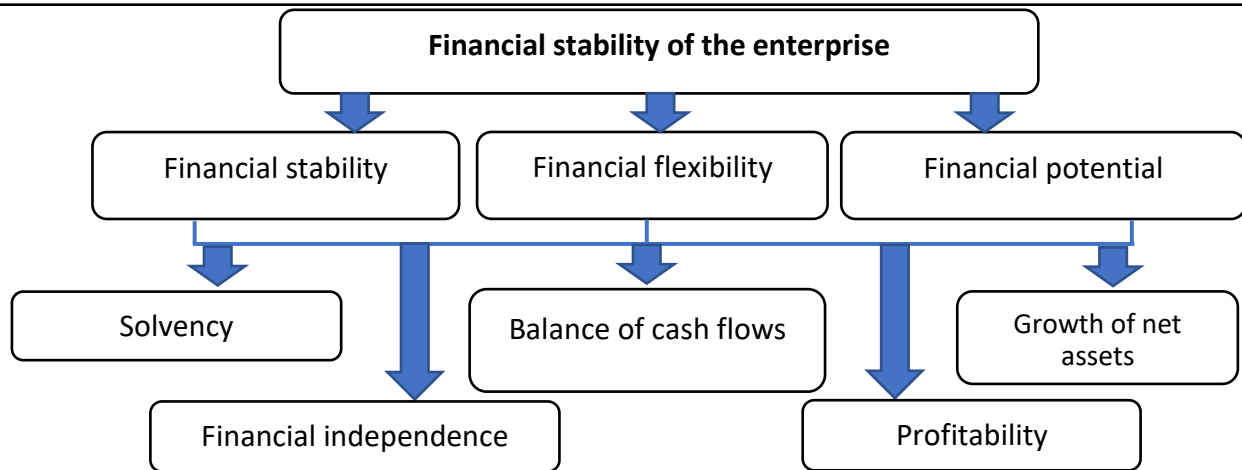 Financial stability of the enterprise
Financial stability
Financial flexibility
Financial potential
Solvency
Balance of cash flows
Growth of net
assets
Financial independence
Profitability